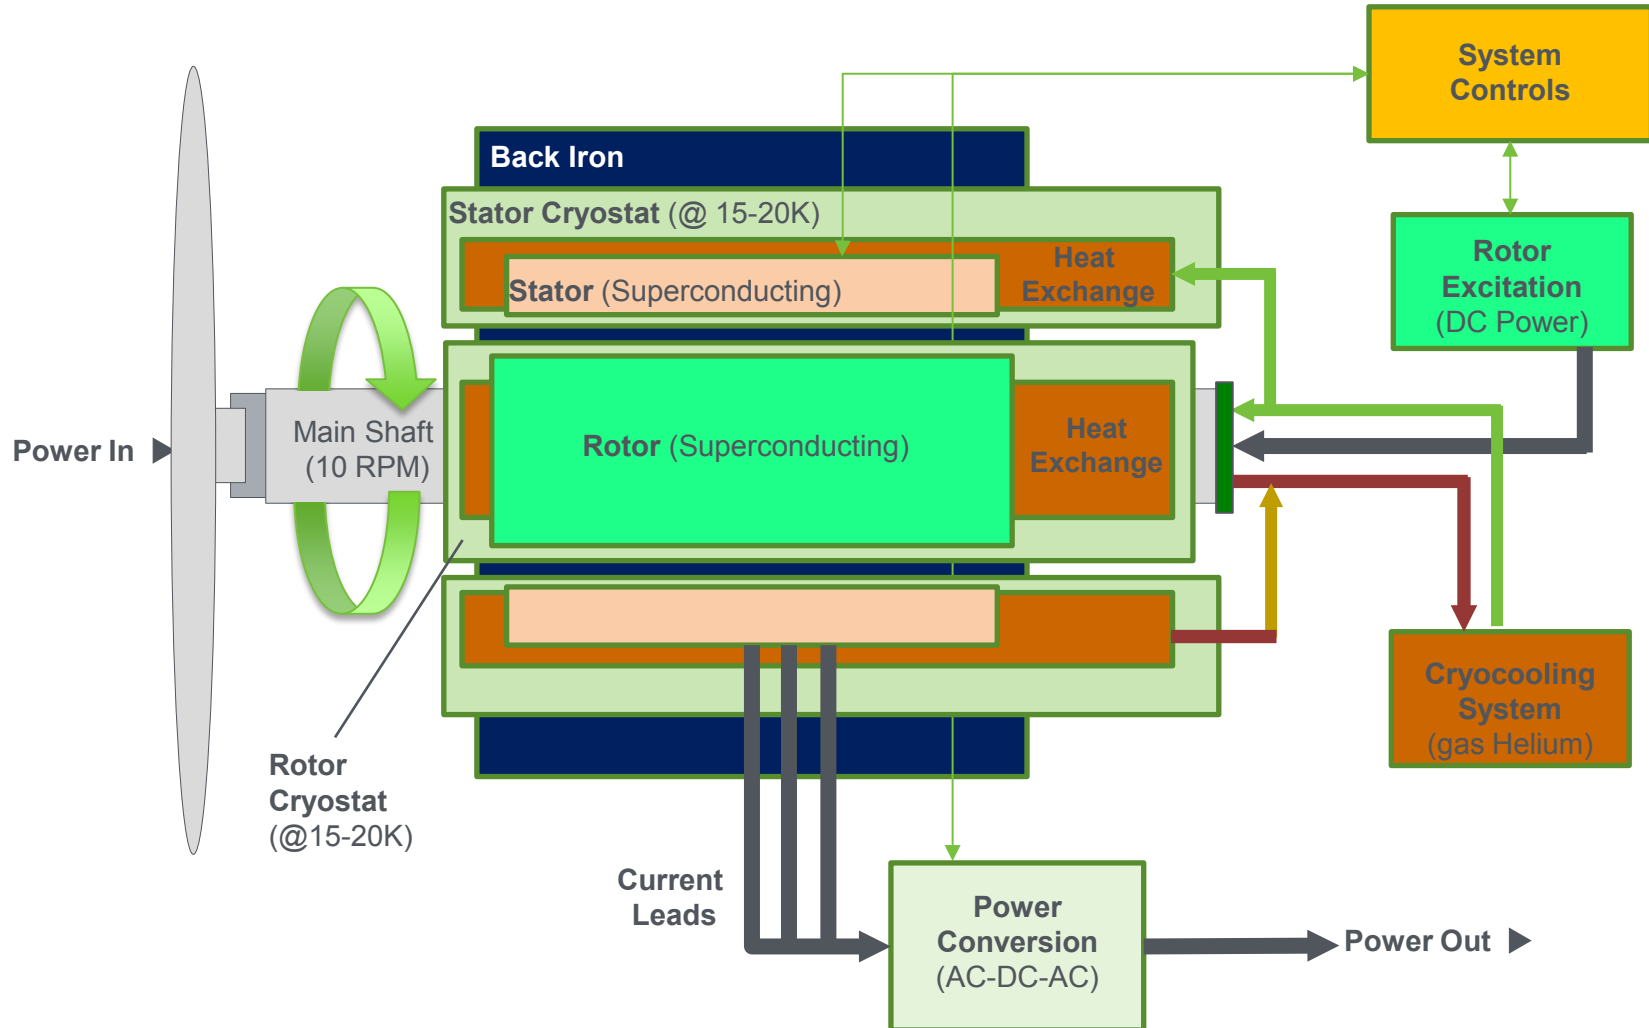 System
Controls
Back Iron
Stator Cryostat (@ 15-20K)
Heat
Exchange
Stator (Superconducting)
Rotor
Excitation
(DC Power)
Main Shaft
(10 RPM)
Power In
Rotor (Superconducting)
Heat
Exchange
Cryocooling
System
(gas Helium)
Rotor
Cryostat
(@15-20K)
Current
Leads
Power
Conversion
(AC-DC-AC)
Power Out